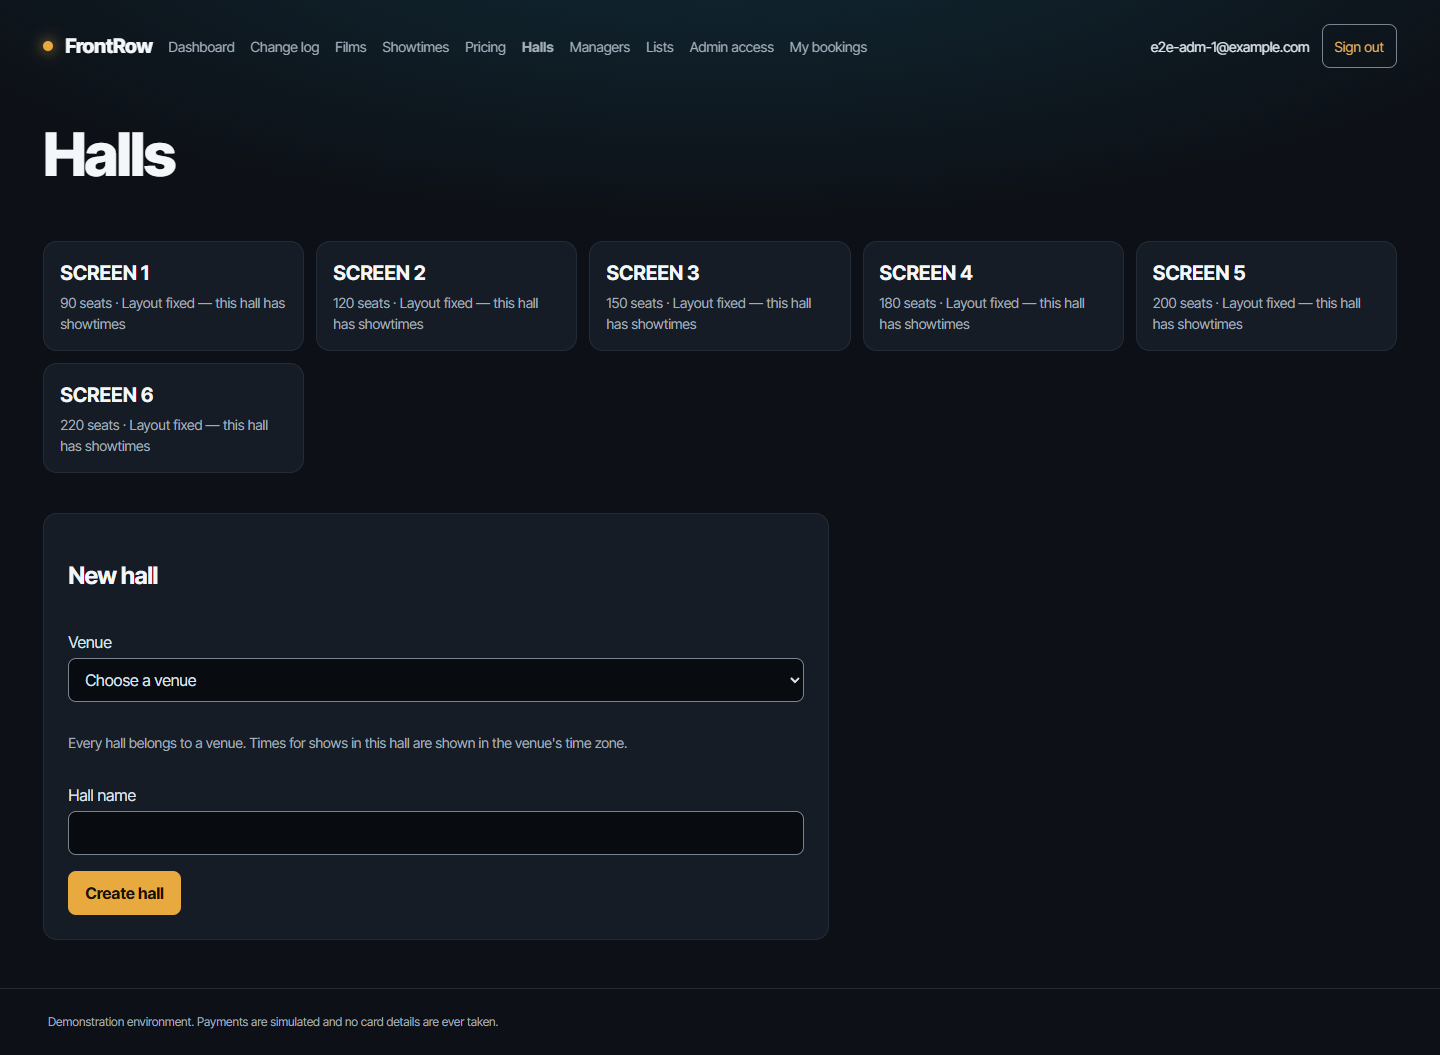 FrontRow Dashboard Change log Films Showtimes Pricing Halls Managers Lists Admin access My bookings e2e-adm-1@example.com Sign out
Halls
SCREEN 1
90 seats · Layout fixed — this hall has
showtimes
SCREEN 2
120 seats · Layout fixed — this hall
has showtimes
SCREEN 3
150 seats · Layout fixed — this hall
has showtimes
SCREEN 4
180 seats · Layout fixed — this hall
has showtimes
SCREEN 5
200 seats · Layout fixed — this hall
has showtimes
SCREEN 6
220 seats · Layout fixed — this hall
has showtimes
New hall
Venue
Choose a venue
Every hall belongs to a venue. Times for shows in this hall are shown in the venue's time zone.
Hall name
Create hall
Demonstration environment. Payments are simulated and no card details are ever taken.